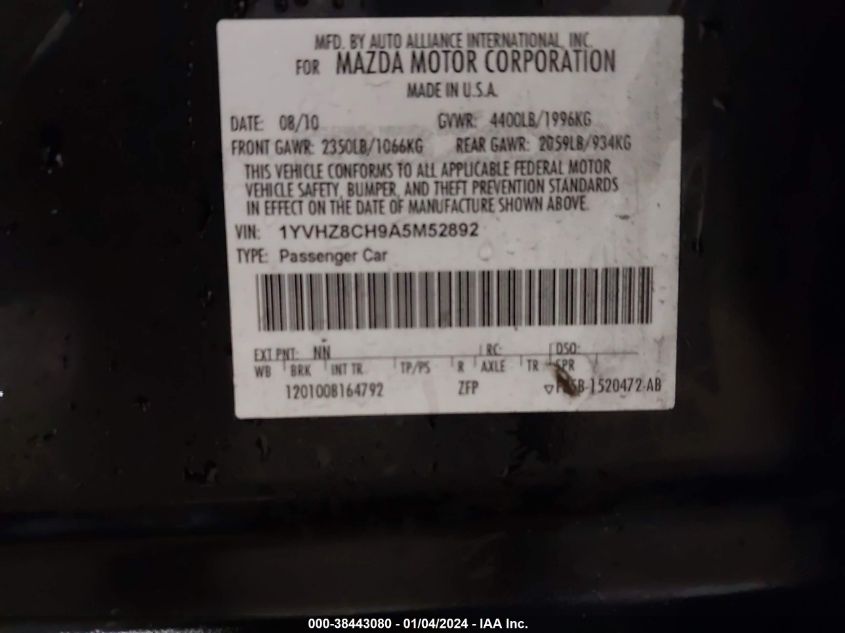 MFD. BY AUTO ALLIANCE INTERNATIONAL, INC.
FOR MAZDA MOTOR CORPORATION
MADE IN U.S.A.
DATE: 08/10 GVWR: 4400LB/1996KG
FRONT GAWR: 2350LB/1066KG REAR GAWR: 2059LB/934KG
THIS VEHICLE CONFORMS TO ALL APPLICABLE FEDERAL MOTOR
VEHICLE SAFETY, BUMPER, AND THEFT PREVENTION STANDARDS
IN EFFECT ON THE DATE OF MANUFACTURE SHOWN ABOVE.
VIN: 1YVHZ8CH9A5M52892
TYPE: Passenger Car
EXT PNT: NN RC: DSO:
WB BRK INT TR TP/PS R AXLE TR SPR
1201008164792 ZFP
000-38443080 - 01/04/2024 - IAA Inc.